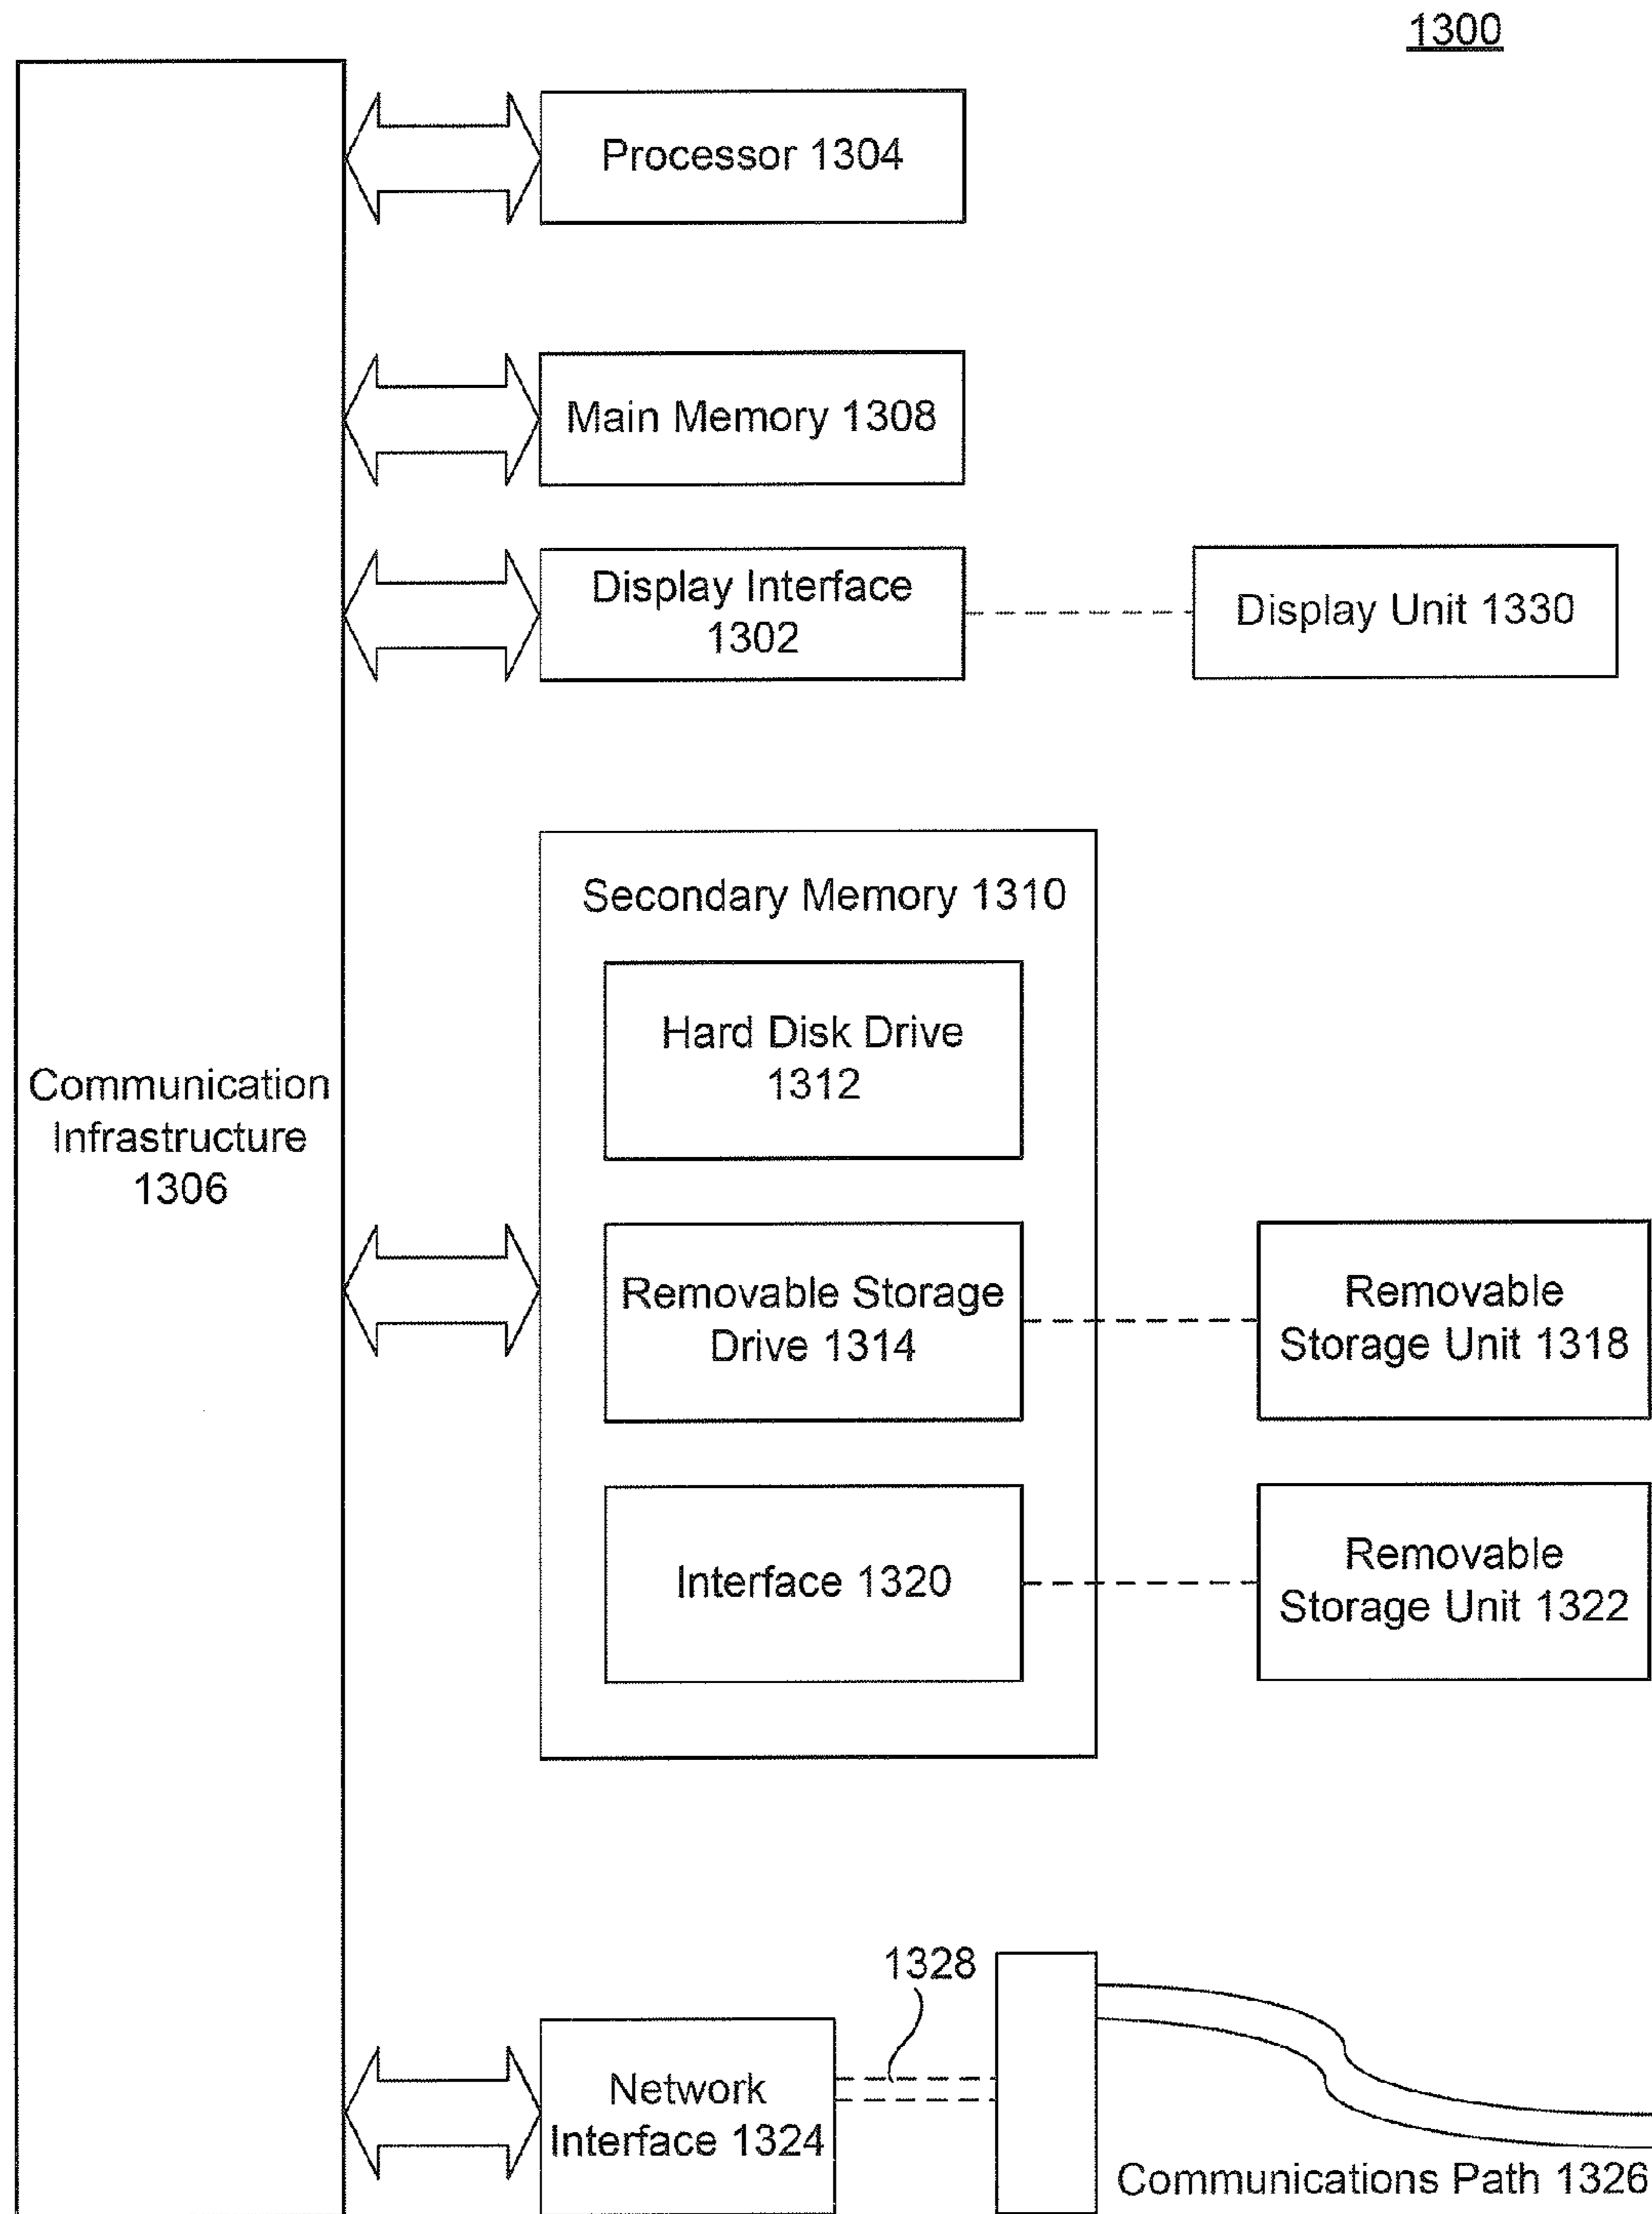 1300
Processor 1304
Main Memory 1308
Display Interface
1302
Display Unit 1330
Secondary Memory 1310
Hard Disk Drive
1312
Communication
Infrastructure
1306
Removable Storage
Drive 1314
Removable
Storage Unit 1318
Interface 1320
Removable
Storage Unit 1322
1328
Network
Interface 1324
Communications Path 1326